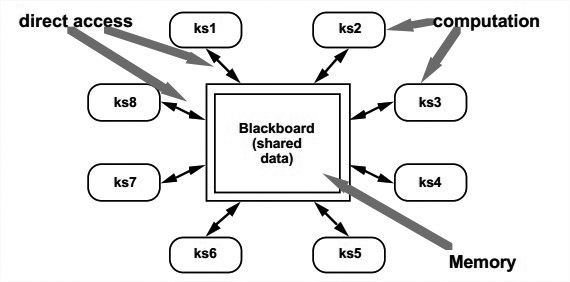 direct access
ks1
ks2
computation
ks8
ks3
Blackboard
(shared
data)
ks7
ks4
ks6
ks5
Memory